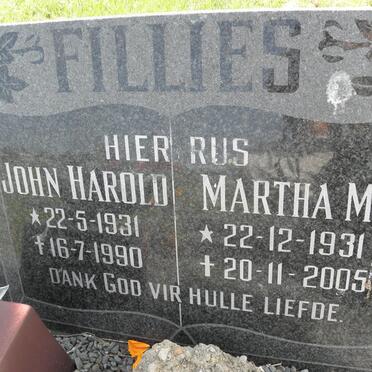 FILLIES
HIER RUS
JOHN HAROLD MARTHA M
★22-5-1931 ★ 22-12-1931
✝16-7-1990 ✝ 20-11-2005
DANK GOD VIR HULLE LIEFDE.